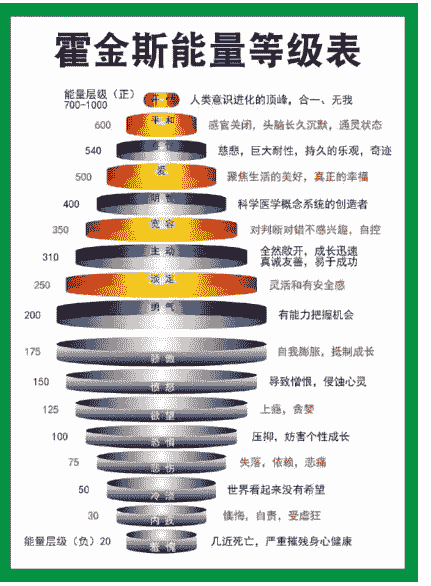 霍金斯能量等级表
能量层级（正）
700-1000 开悟 人类意识进化的顶峰，合一、无我
600 平和 感官关闭，头脑长久沉默，通灵状态
540 喜 慈悲，巨大耐性，持久的乐观，奇迹
500 爱 聚焦生活的美好，真正的幸福
400 明智 科学医学概念系统的创造者
350 宽容 对判断对错不感兴趣，自控
310 主动 全然敞开，成长迅速
真诚友善，易于成功
250 淡定 灵活和有安全感
200 勇气 有能力把握机会
175 骄傲 自我膨胀，抵制成长
150 愤怒 导致憎恨，侵蚀心灵
125 欲望 上瘾，贪婪
100 恐惧 压抑，妨害个性成长
75 悲伤 失落，依赖，悲痛
50 冷淡 世界看起来没有希望
30 内疚 懊悔，自责，受虐狂
能量层级（负）20 羞愧 几近死亡，严重摧残身心健康